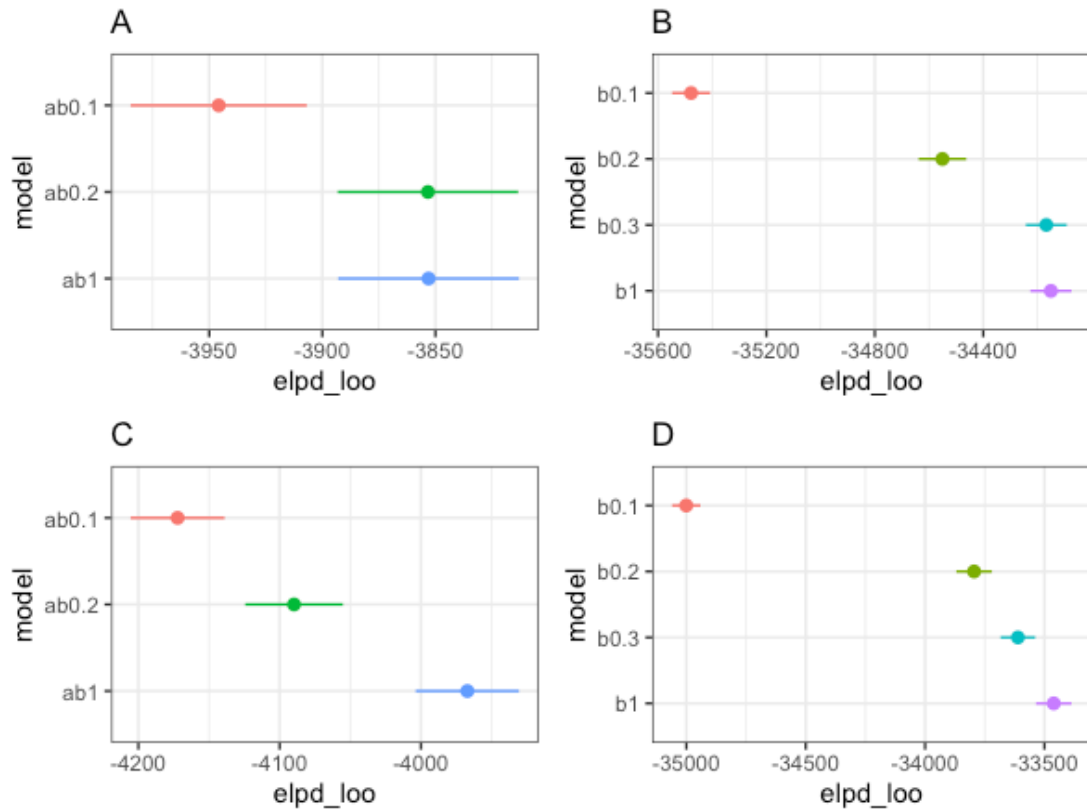 A
model
ab0.1
ab0.2
ab1
-3950 -3900 -3850
elpd_loo
B
model
b0.1
b0.2
b0.3
b1
-35600 -35200 -34800 -34400
elpd_loo
C
model
ab0.1
ab0.2
ab1
-4200 -4100 -4000
elpd_loo
D
model
b0.1
b0.2
b0.3
b1
-35000 -34500 -34000 -33500
elpd_loo